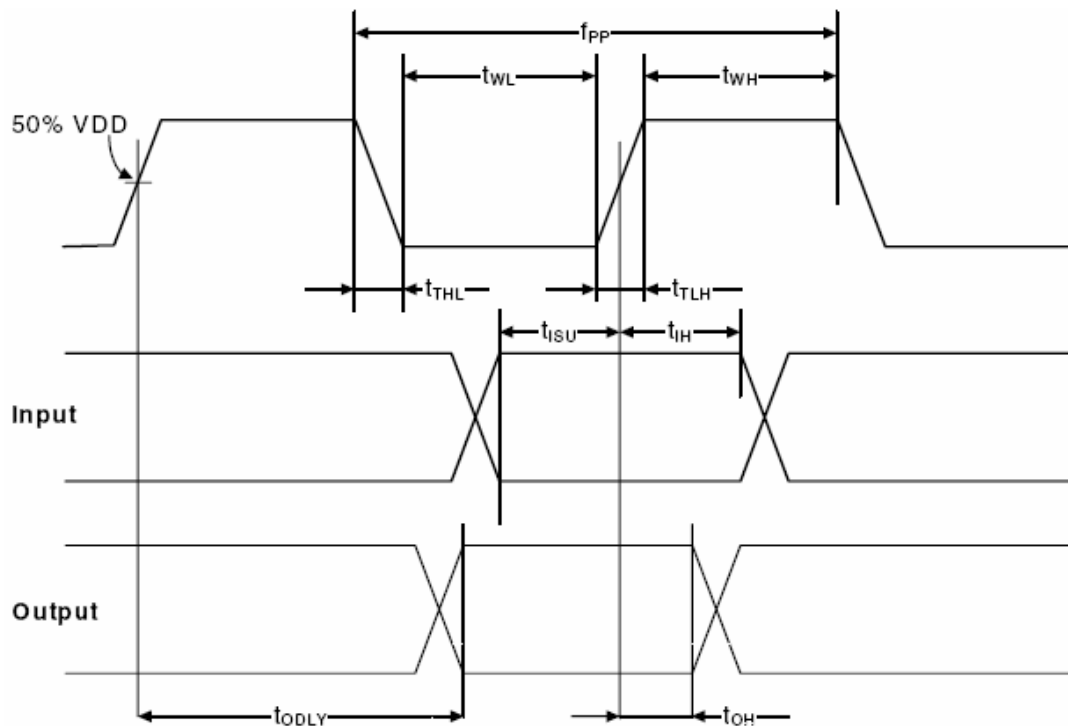 fPP
tWL
tWH
50% VDD
tTHL
tTLH
tISU
tIH
Input
Output
tODLY
tOH